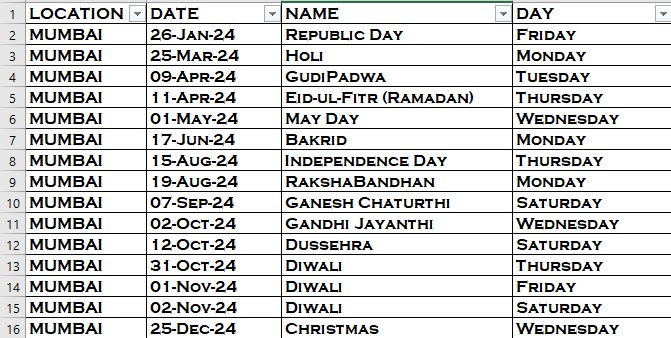 1 LOCATION DATE NAME DAY
2 MUMBAI 26-Jan-24 Republic Day Friday
3 MUMBAI 25-Mar-24 Holi Monday
4 MUMBAI 09-Apr-24 GudiPadwa Tuesday
5 MUMBAI 11-Apr-24 Eid-ul-Fitr (Ramadan) Thursday
6 MUMBAI 01-May-24 May Day Wednesday
7 MUMBAI 17-Jun-24 Bakrid Monday
8 MUMBAI 15-Aug-24 Independence Day Thursday
9 MUMBAI 19-Aug-24 RakshaBandhan Monday
10 MUMBAI 07-Sep-24 Ganesh Chaturthi Saturday
11 MUMBAI 02-Oct-24 Gandhi Jayanthi Wednesday
12 MUMBAI 12-Oct-24 Dussehra Saturday
13 MUMBAI 31-Oct-24 Diwali Thursday
14 MUMBAI 01-Nov-24 Diwali Friday
15 MUMBAI 02-Nov-24 Diwali Saturday
16 MUMBAI 25-Dec-24 Christmas Wednesday